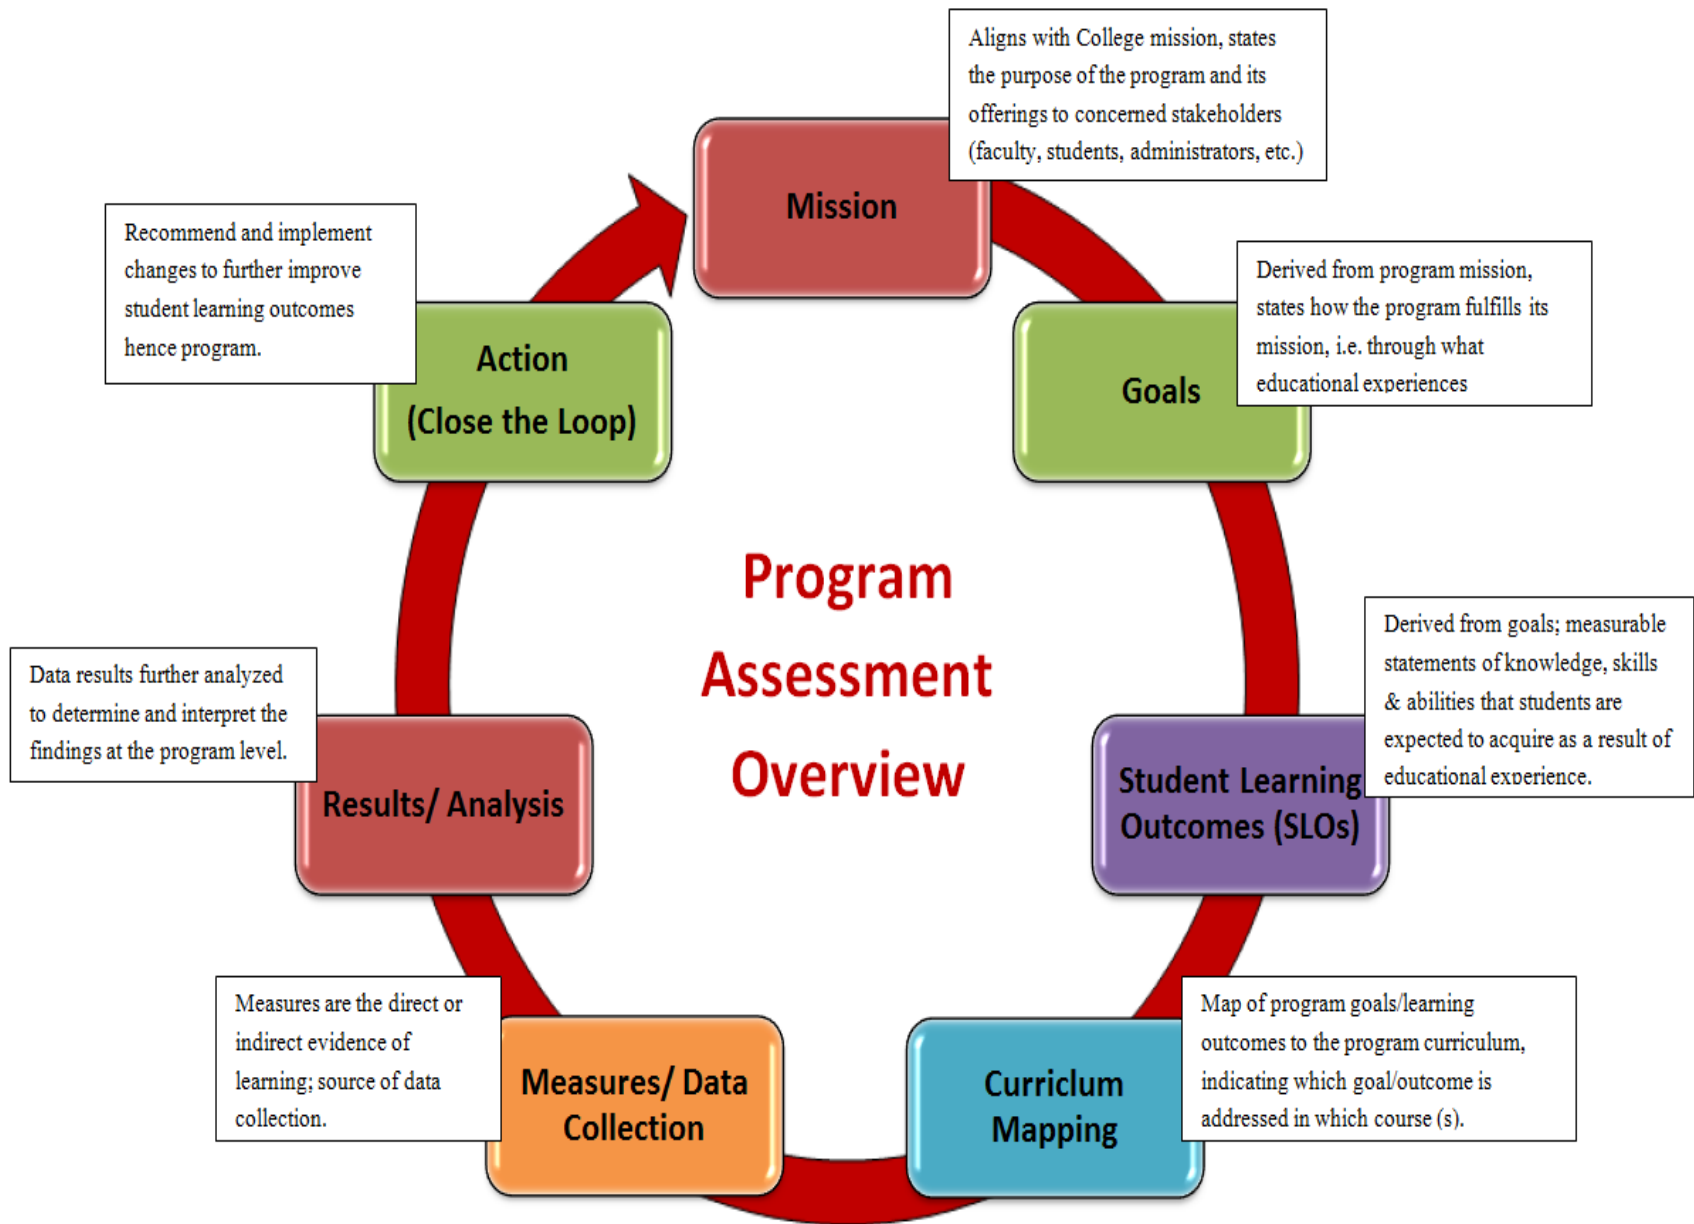 Aligns with College mission, states
the purpose of the program and its
offerings to concerned stakeholders
(faculty, students, administrators, etc.)
Mission
Derived from program mission,
states how the program fulfills its
mission, i.e. through what
educational experiences
Goals
Derived from goals; measurable
statements of knowledge, skills
& abilities that students are
expected to acquire as a result of
educational experience.
Student Learning
Outcomes (SLOs)
Map of program goals/learning
outcomes to the program curriculum,
indicating which goal/outcome is
addressed in which course (s).
Curriclum
Mapping
Measures are the direct or
indirect evidence of
learning; source of data
collection.
Measures/ Data
Collection
Data results further analyzed
to determine and interpret the
findings at the program level.
Results/ Analysis
Recommend and implement
changes to further improve
student learning outcomes
hence program.
Action
(Close the Loop)
Program
Assessment
Overview